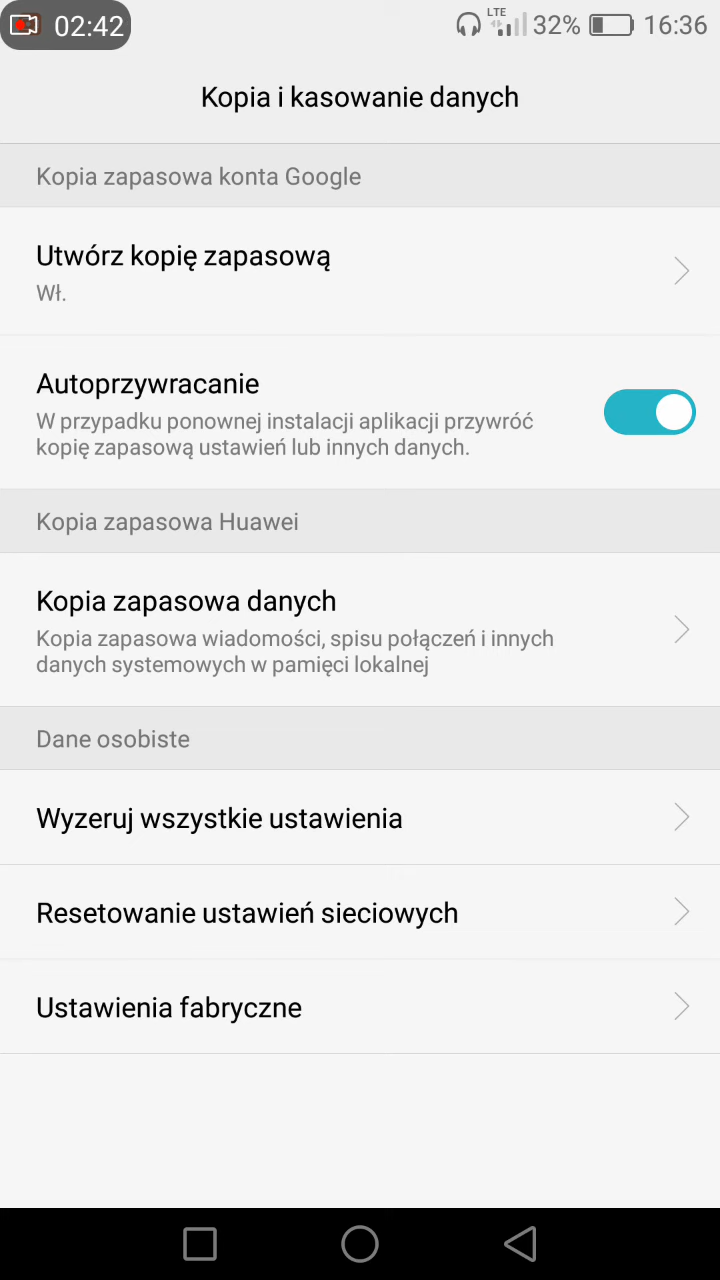 02:42
LTE
32%
16:36
Kopia i kasowanie danych
Kopia zapasowa konta Google
Utwórz kopię zapasową
Wł.
Autoprzywracanie
W przypadku ponownej instalacji aplikacji przywróć
kopię zapasową ustawień lub innych danych.
Kopia zapasowa Huawei
Kopia zapasowa danych
Kopia zapasowa wiadomości, spisu połączeń i innych
danych systemowych w pamięci lokalnej
Dane osobiste
Wyzeruj wszystkie ustawienia
Resetowanie ustawień sieciowych
Ustawienia fabryczne